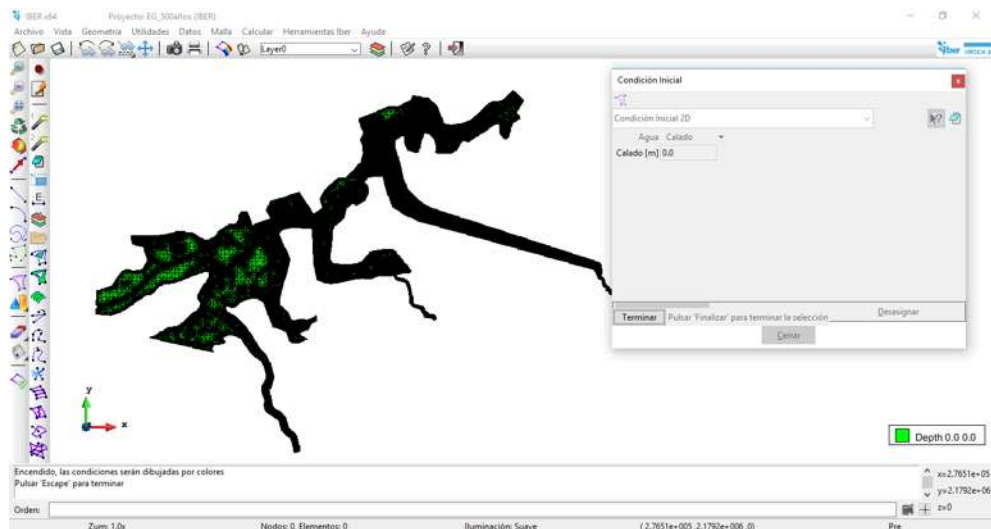 IBER x64 Proyecto: EG_500años (IBER)
Archivo Vista Geometria Utilidades Datos Malla Calcular Herramientas Iber Ayuda
Layer0
Iber
Condición Inicial
Condición Inicial 2D
Agua Calado
Calado [m] 0.0
Terminar Pulsar 'Finalizar' para terminar la selección
Desasignar
Cerrar
y
x
Depth 0.0 0.0
Encendido, las condiciones serán dibujadas por colores
Pulsar 'Escape' para terminar
Orden:
x=2.7651e+05
y=2.1792e+06
z=0
Zum: 1.0x Nodos: 0, Elementos: 0 Iluminación: Suave (2.7651e+005 ,2.1792e+006 ,0) Pre